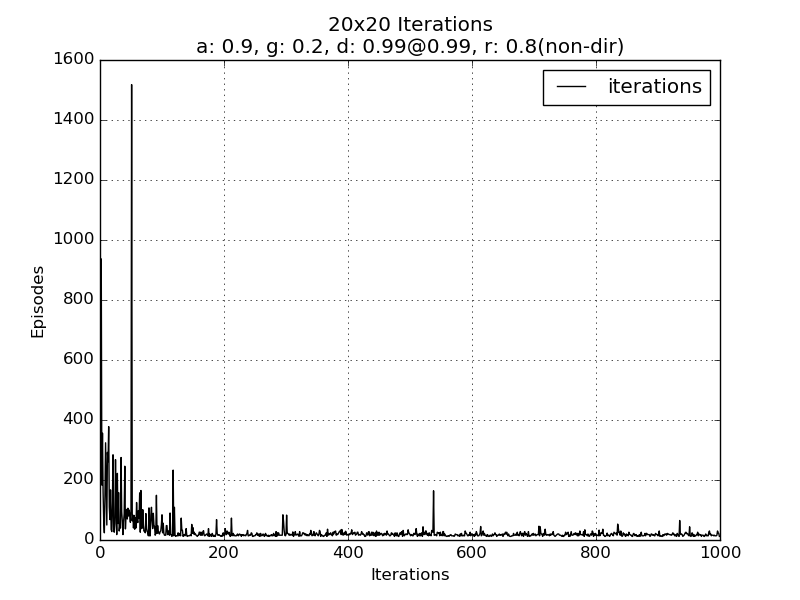 20x20 Iterations
a: 0.9, g: 0.2, d: 0.99@0.99, r: 0.8(non-dir)
iterations
1600
1400
1200
1000
800
600
400
200
0
Episodes
0 200 400 600 800 1000
Iterations